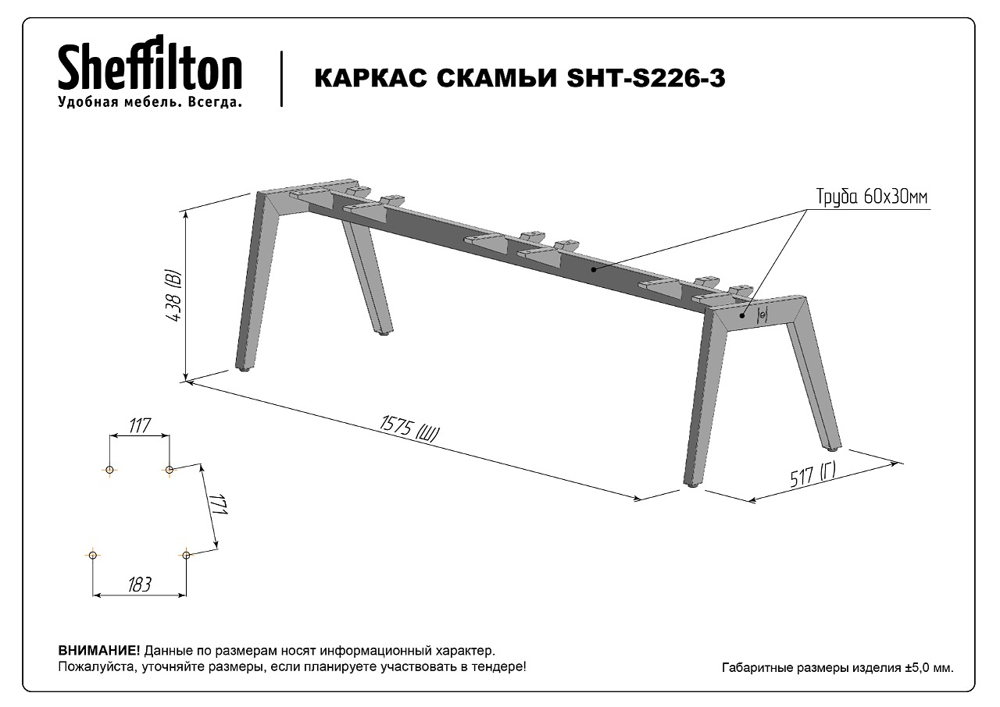 Sheffilton
Удобная мебель. Всегда.
КАРКАС СКАМЬИ SHT-S226-3
Труба 60х30мм
438 (В)
1575 (Ш)
517 (Г)
117
171
183
ВНИМАНИЕ! Данные по размерам носят информационный характер.
Пожалуйста, уточняйте размеры, если планируете участвовать в тендере!
Габаритные размеры изделия ±5,0 мм.